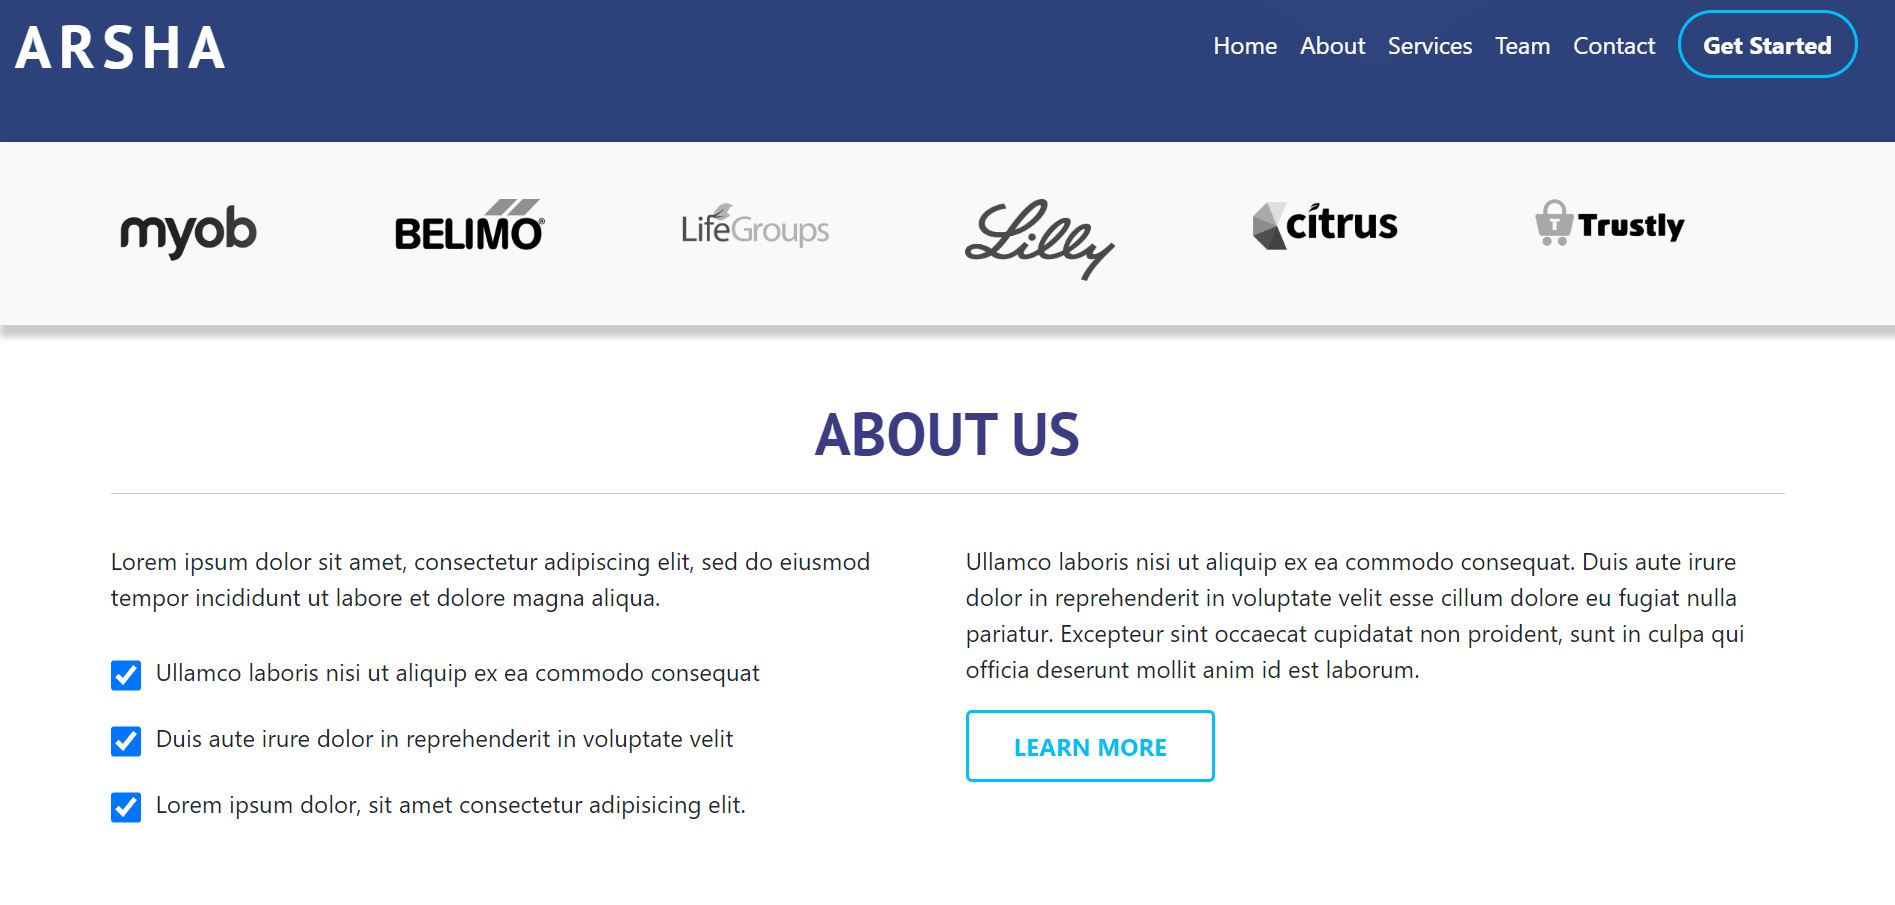 ARSHA
Home About Services Team Contact Get Started
myob BELIMO® LifeGroups Lilly citrus T Trustly
ABOUT US
Lorem ipsum dolor sit amet, consectetur adipiscing elit, sed do eiusmod
tempor incididunt ut labore et dolore magna aliqua.
Ullamco laboris nisi ut aliquip ex ea commodo consequat
Duis aute irure dolor in reprehenderit in voluptate velit
Lorem ipsum dolor, sit amet consectetur adipisicing elit.
Ullamco laboris nisi ut aliquip ex ea commodo consequat. Duis aute irure
dolor in reprehenderit in voluptate velit esse cillum dolore eu fugiat nulla
pariatur. Excepteur sint occaecat cupidatat non proident, sunt in culpa qui
officia deserunt mollit anim id est laborum.
LEARN MORE